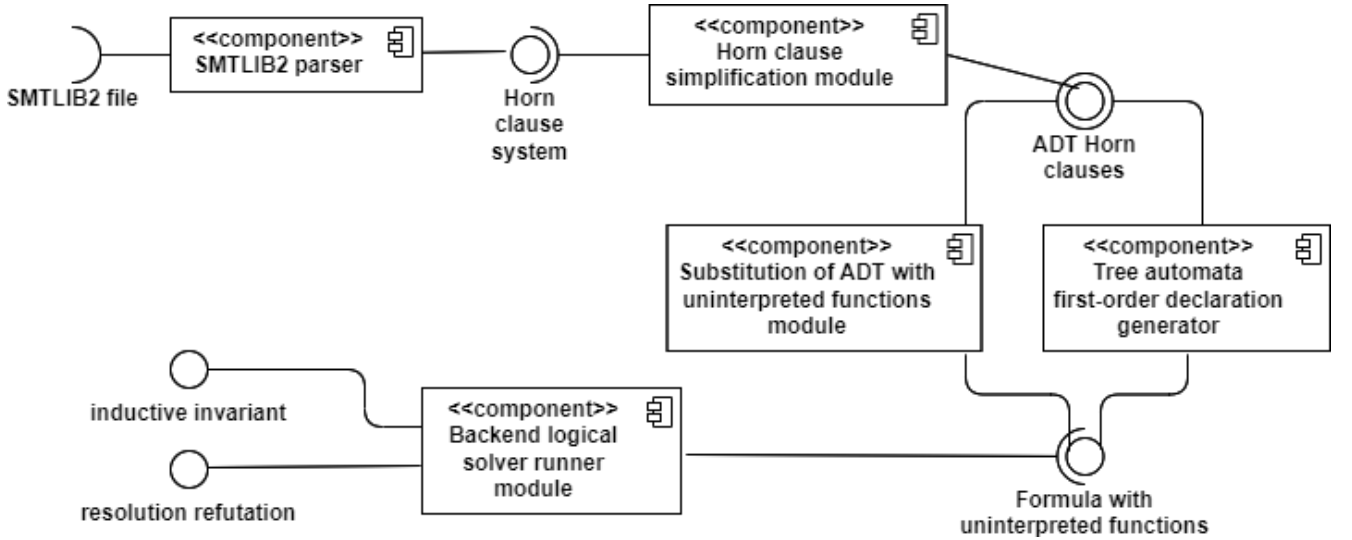 <<component>>
SMTLIB2 parser
SMTLIB2 file
Horn
clause
system
<<component>>
Horn clause
simplification module
ADT Horn
clauses
<<component>>
Substitution of ADT with
uninterpreted functions
module
<<component>>
Tree automata
first-order declaration
generator
inductive invariant
resolution refutation
<<component>>
Backend logical
solver runner
module
Formula with
uninterpreted functions